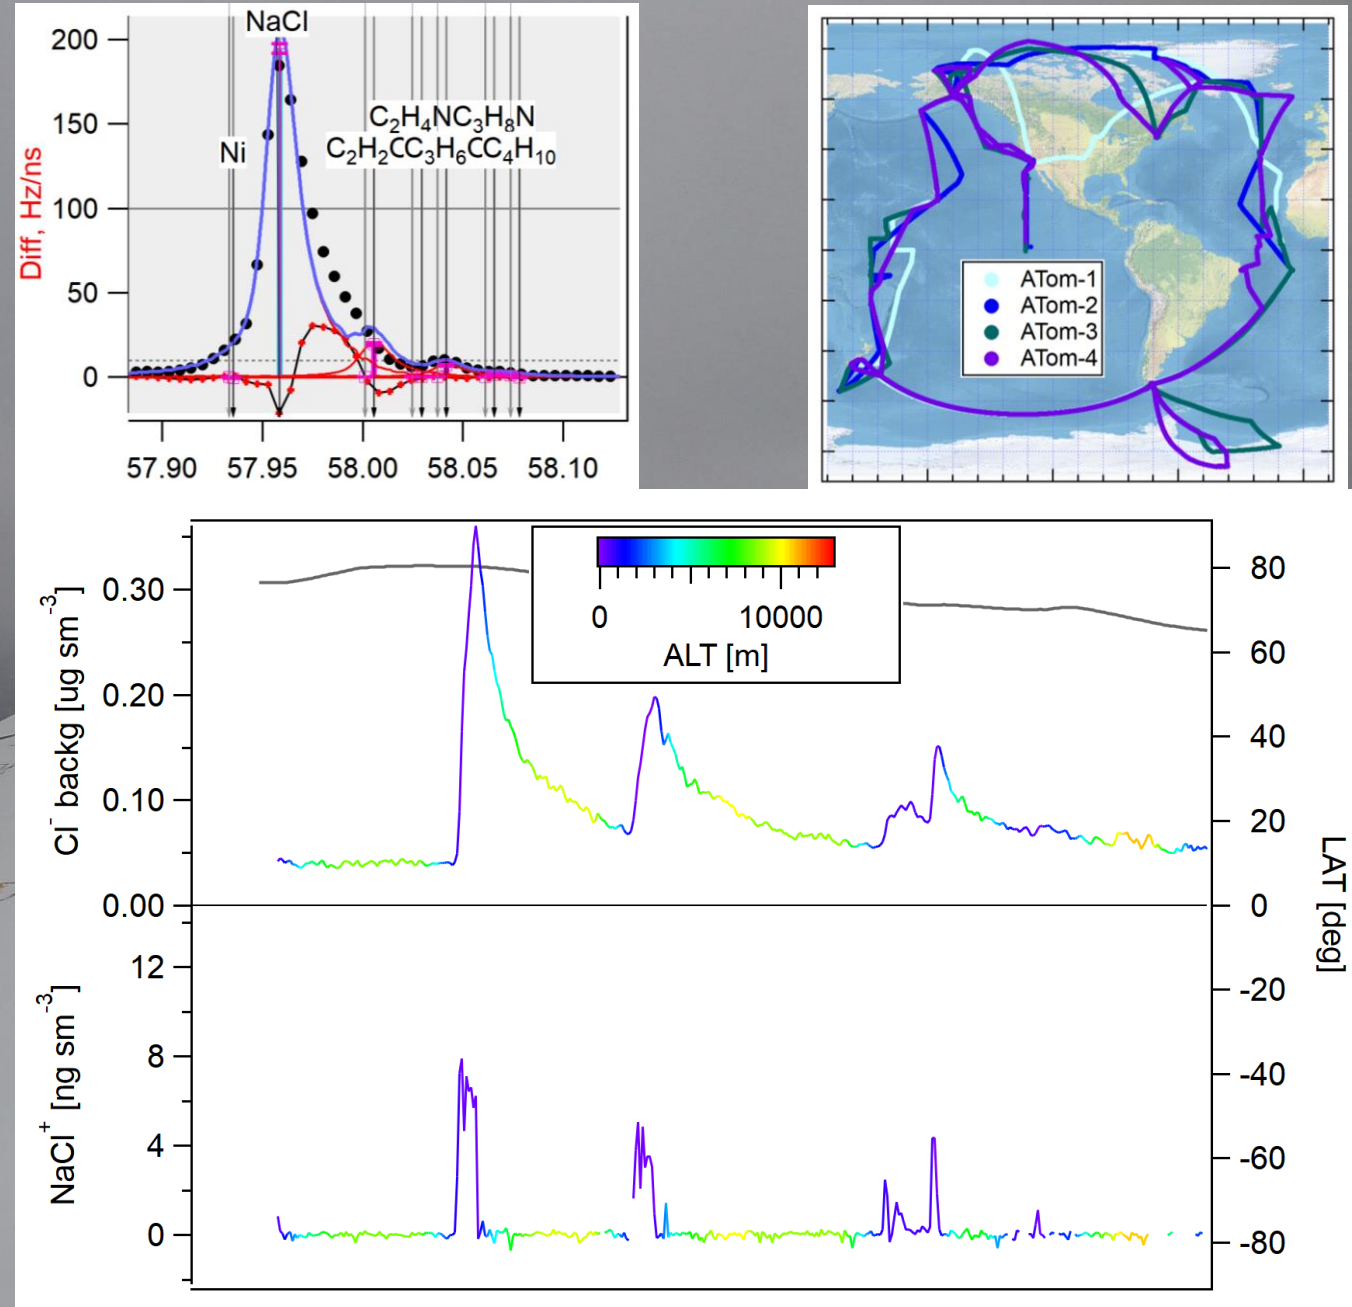 NaCl
200
150
100
50
0
Diff, Hz/ns
Ni
C2H4NC3H8N
C2H2OC3H6OC4H10
57.90 57.95 58.00 58.05 58.10
ATom-1
ATom-2
ATom-3
ATom-4
0 10000
ALT [m]
0.30
0.20
0.10
0.00
Cl- backg [ug sm-3]
12
8
4
0
NaCl+ [ng sm-3]
80
60
40
20
0
-20
-40
-60
-80
LAT [deg]